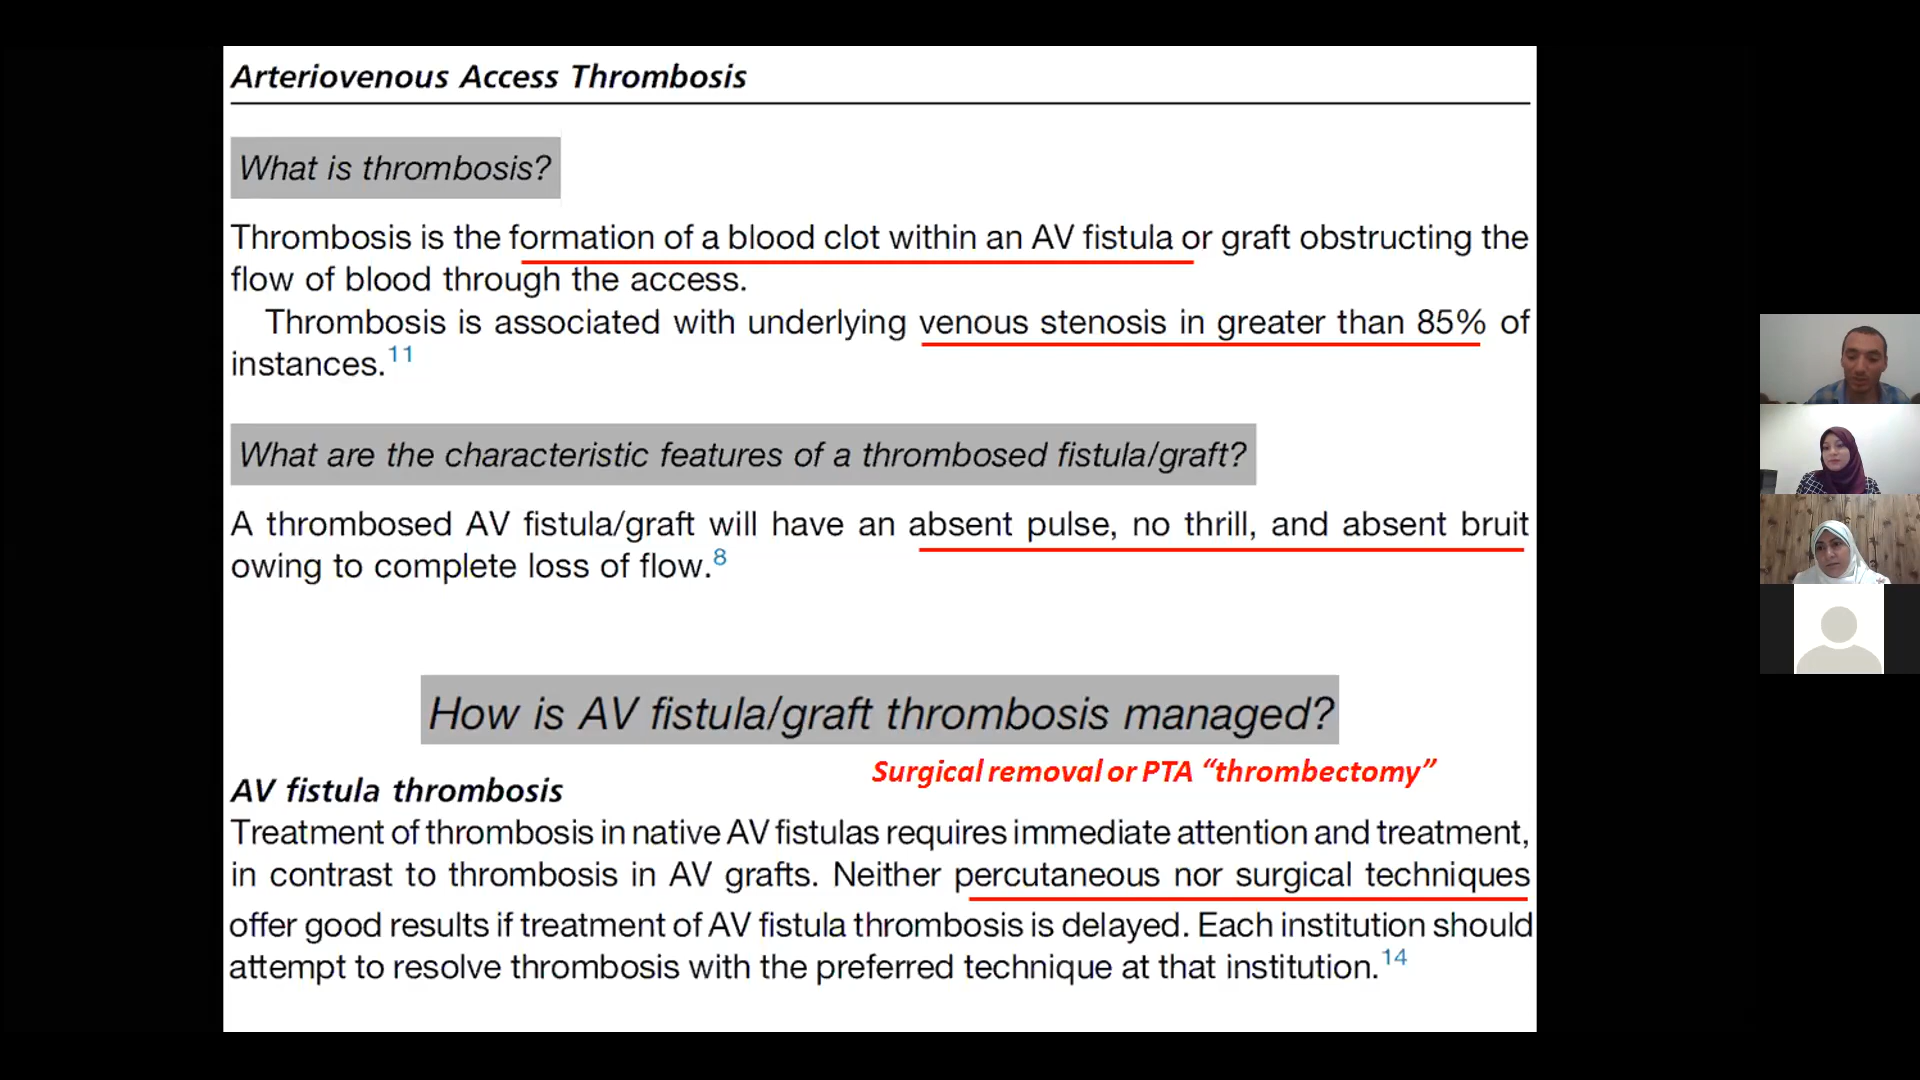 Arteriovenous Access Thrombosis
What is thrombosis?
Thrombosis is the formation of a blood clot within an AV fistula or graft obstructing the
flow of blood through the access.
Thrombosis is associated with underlying venous stenosis in greater than 85% of
instances.11
What are the characteristic features of a thrombosed fistula/graft?
A thrombosed AV fistula/graft will have an absent pulse, no thrill, and absent bruit
owing to complete loss of flow.8
How is AV fistula/graft thrombosis managed?
Surgical removal or PTA “thrombectomy”
AV fistula thrombosis
Treatment of thrombosis in native AV fistulas requires immediate attention and treatment,
in contrast to thrombosis in AV grafts. Neither percutaneous nor surgical techniques
offer good results if treatment of AV fistula thrombosis is delayed. Each institution should
attempt to resolve thrombosis with the preferred technique at that institution.14